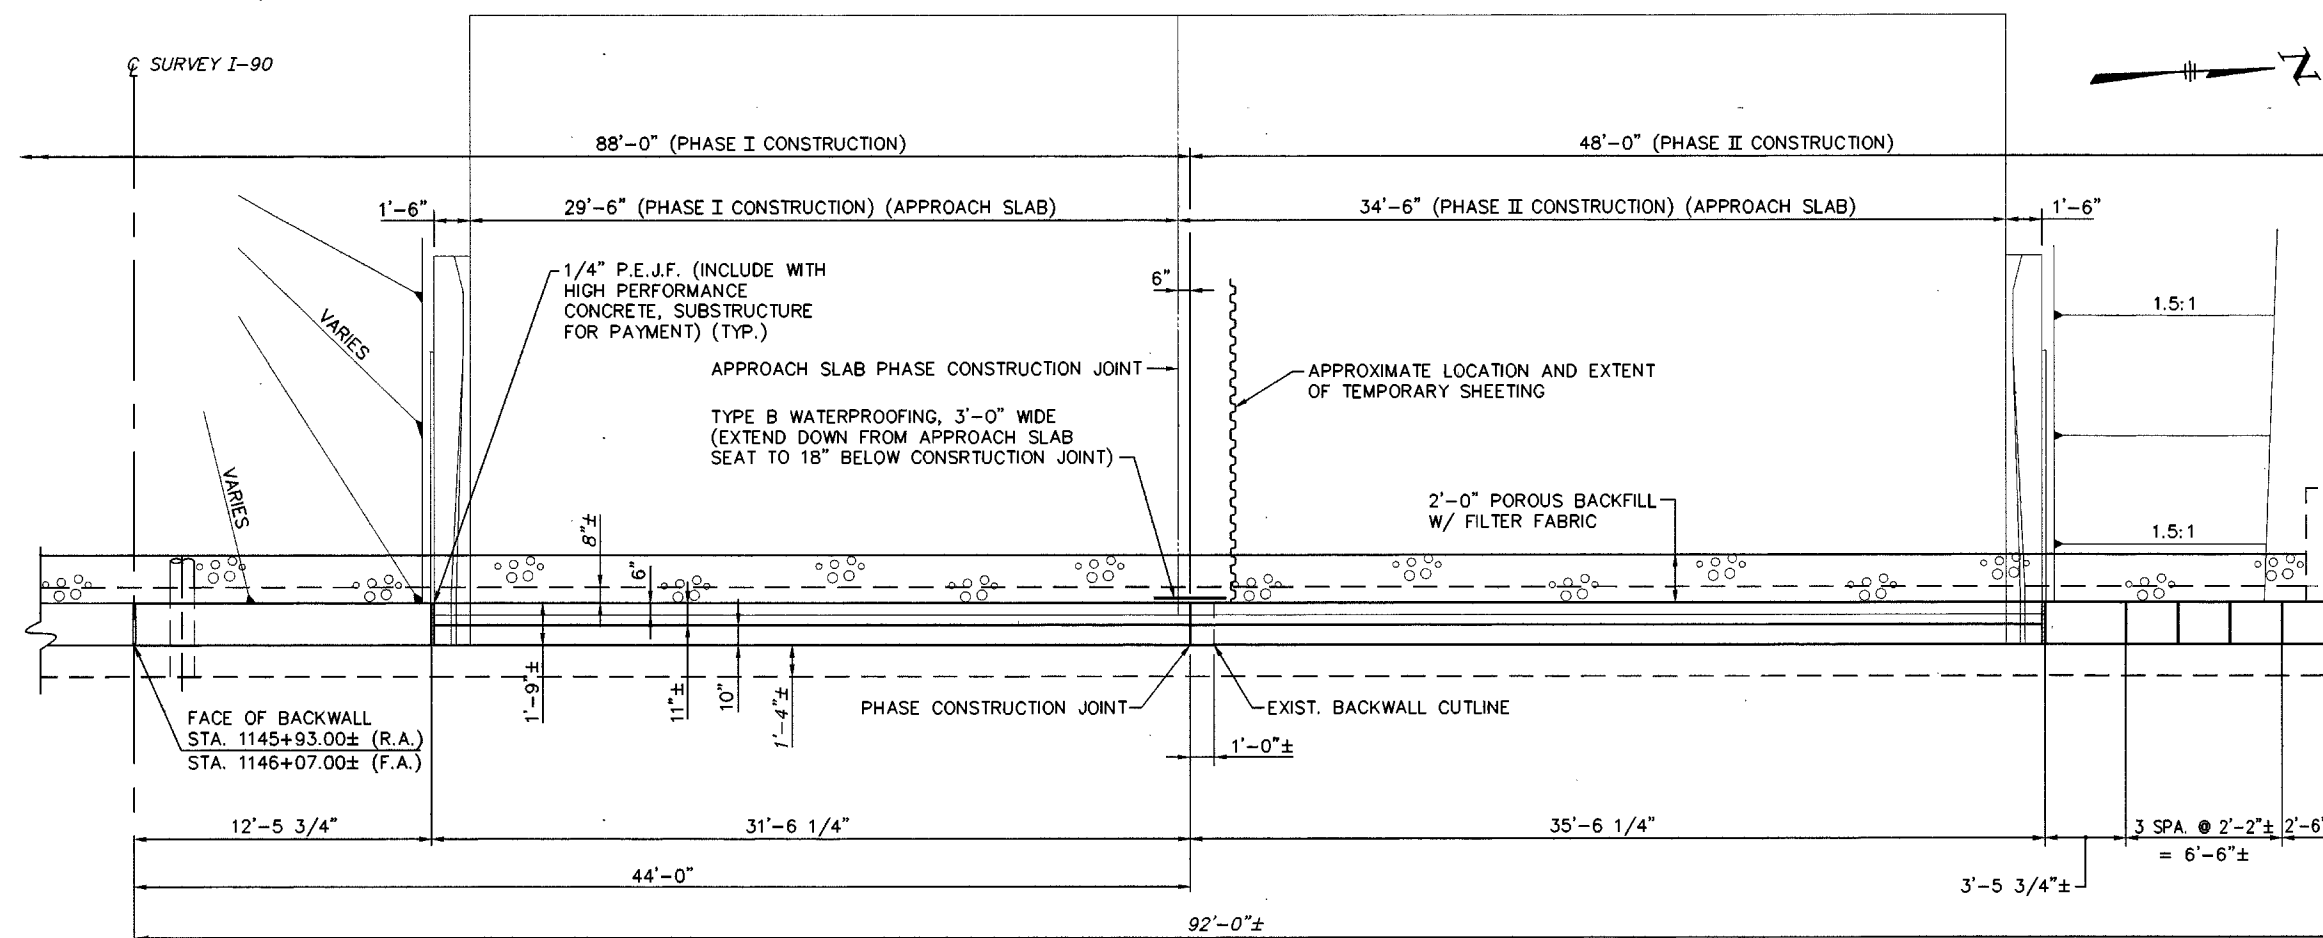 ℄ SURVEY I-90
N
88'-0" (PHASE I CONSTRUCTION)
48'-0" (PHASE II CONSTRUCTION)
1'-6"
29'-6" (PHASE I CONSTRUCTION) (APPROACH SLAB)
34'-6" (PHASE II CONSTRUCTION) (APPROACH SLAB)
1'-6"
1/4" P.E.J.F. (INCLUDE WITH
HIGH PERFORMANCE
CONCRETE, SUBSTRUCTURE
FOR PAYMENT) (TYP.)
6"
VARIES
1.5:1
APPROACH SLAB PHASE CONSTRUCTION JOINT
APPROXIMATE LOCATION AND EXTENT
OF TEMPORARY SHEETING
TYPE B WATERPROOFING, 3'-0" WIDE
(EXTEND DOWN FROM APPROACH SLAB
SEAT TO 18" BELOW CONSRTUCTION JOINT)
VARIES
2'-0" POROUS BACKFILL
W/ FILTER FABRIC
8"±
1.5:1
6"
1'-9"±
11"±
10"
1'-4"±
PHASE CONSTRUCTION JOINT
EXIST. BACKWALL CUTLINE
FACE OF BACKWALL
STA. 1145+93.00± (R.A.)
STA. 1146+07.00± (F.A.)
1'-0"±
12'-5 3/4"
31'-6 1/4"
35'-6 1/4"
3 SPA. @ 2'-2"±
= 6'-6"±
2'-6"
44'-0"
3'-5 3/4"±
92'-0"±